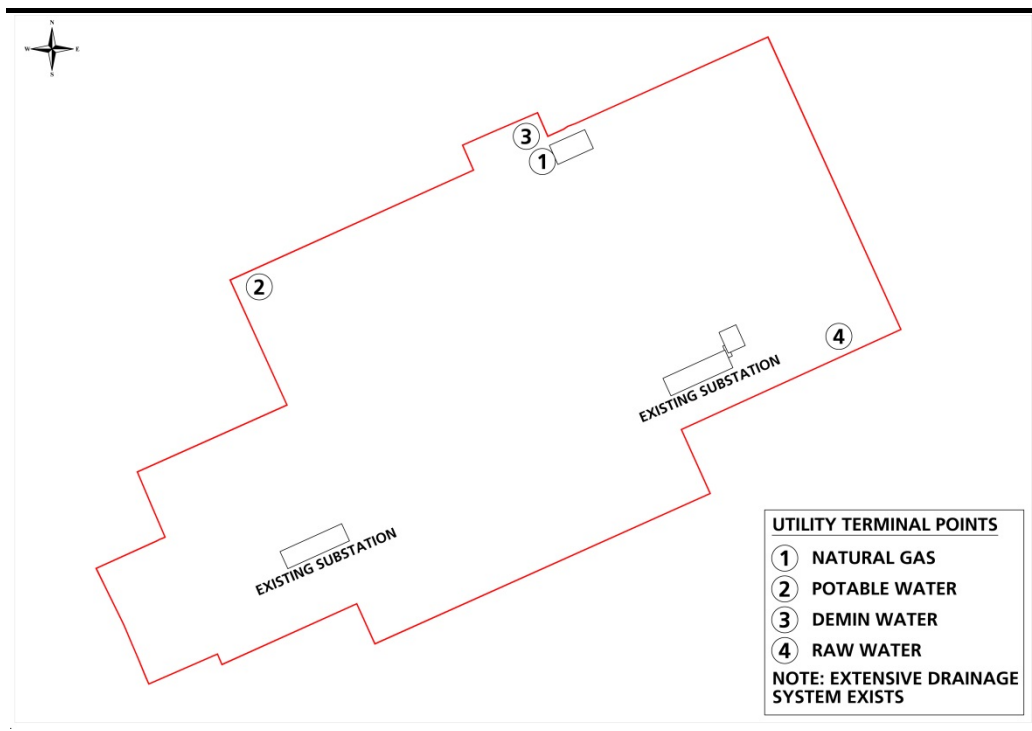 N
W E
S
3
1
2
4
EXISTING SUBSTATION
EXISTING SUBSTATION
UTILITY TERMINAL POINTS
1 NATURAL GAS
2 POTABLE WATER
3 DEMIN WATER
4 RAW WATER
NOTE: EXTENSIVE DRAINAGE
SYSTEM EXISTS